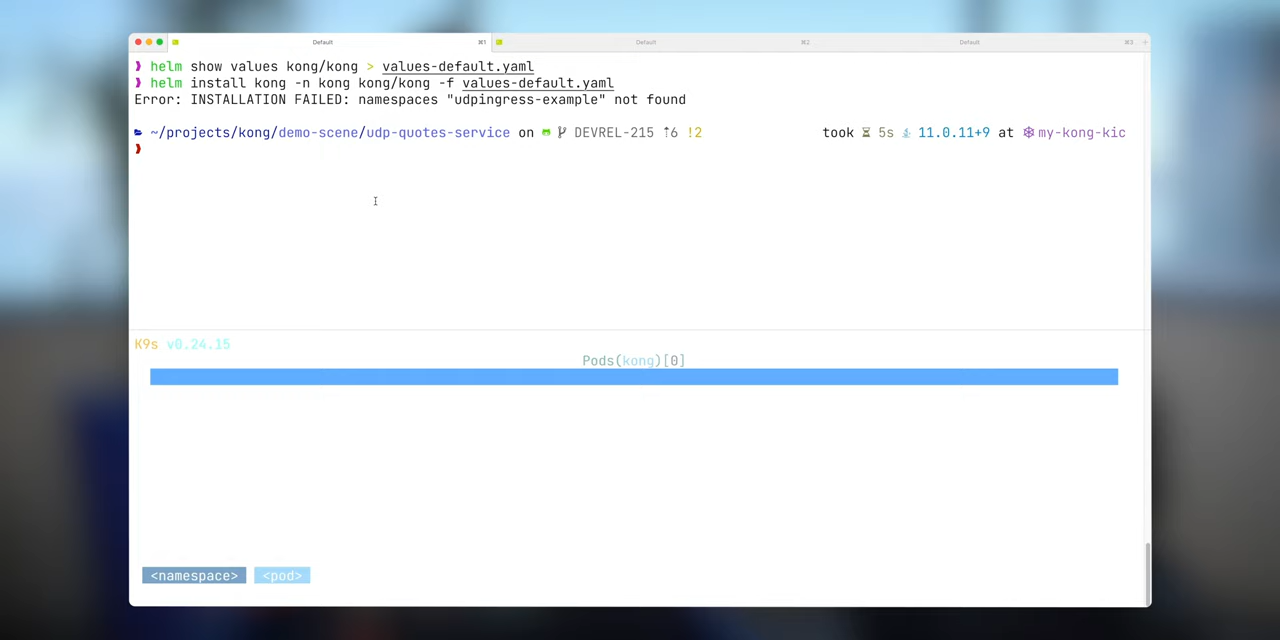 Default ⌘1 Default ⌘2 Default ⌘3 +
❯ helm show values kong/kong > values-default.yaml
❯ helm install kong -n kong kong/kong -f values-default.yaml
Error: INSTALLATION FAILED: namespaces "udpingress-example" not found
~/projects/kong/demo-scene/udp-quotes-service on DEVREL-215 ⇡6 !2 took 5s 11.0.11+9 at my-kong-kic
❯
K9s v0.24.15
Pods(kong)[0]
<namespace> <pod>